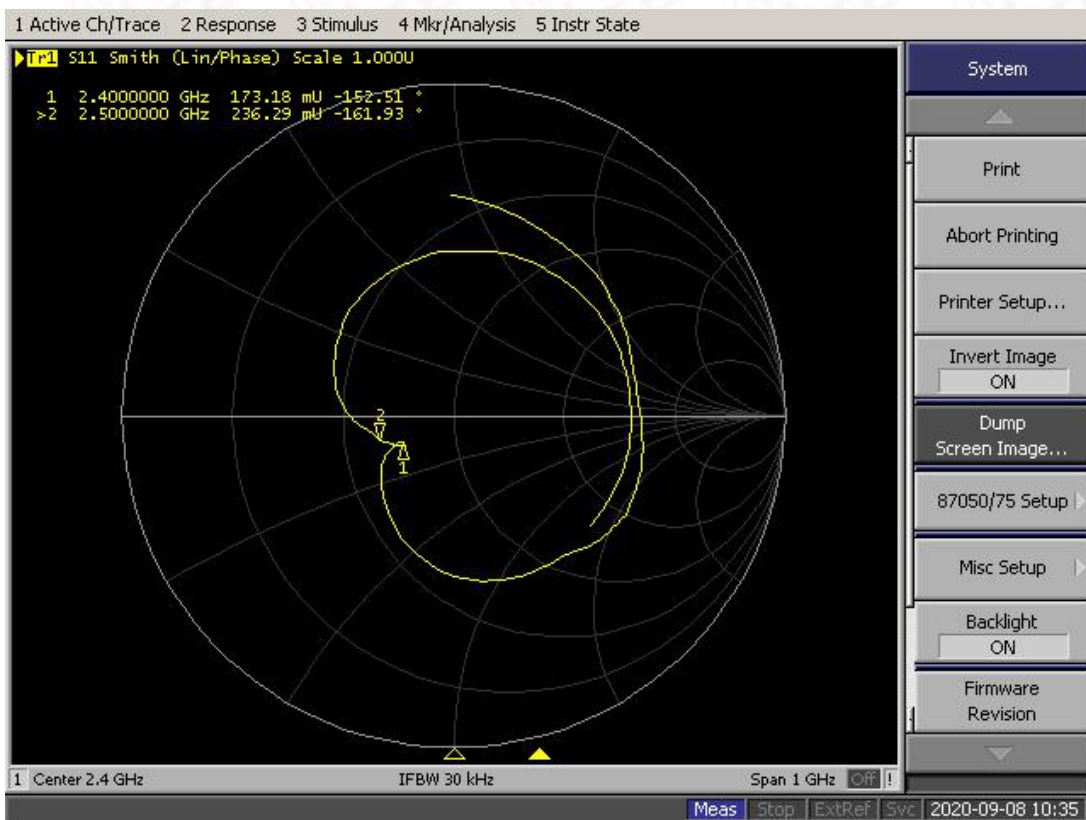 1 Active Ch/Trace 2 Response 3 Stimulus 4 Mkr/Analysis 5 Instr State
Tr1 S11 Smith (Lin/Phase) Scale 1.000U
1 2.4000000 GHz 173.18 mU -152.51 °
>2 2.5000000 GHz 236.29 mU -161.93 °
2
1
1 Center 2.4 GHz IFBW 30 kHz Span 1 GHz Off !
System
Print
Abort Printing
Printer Setup...
Invert Image
ON
Dump
Screen Image...
87050/75 Setup
Misc Setup
Backlight
ON
Firmware
Revision
Meas Stop ExtRef Svc 2020-09-08 10:35